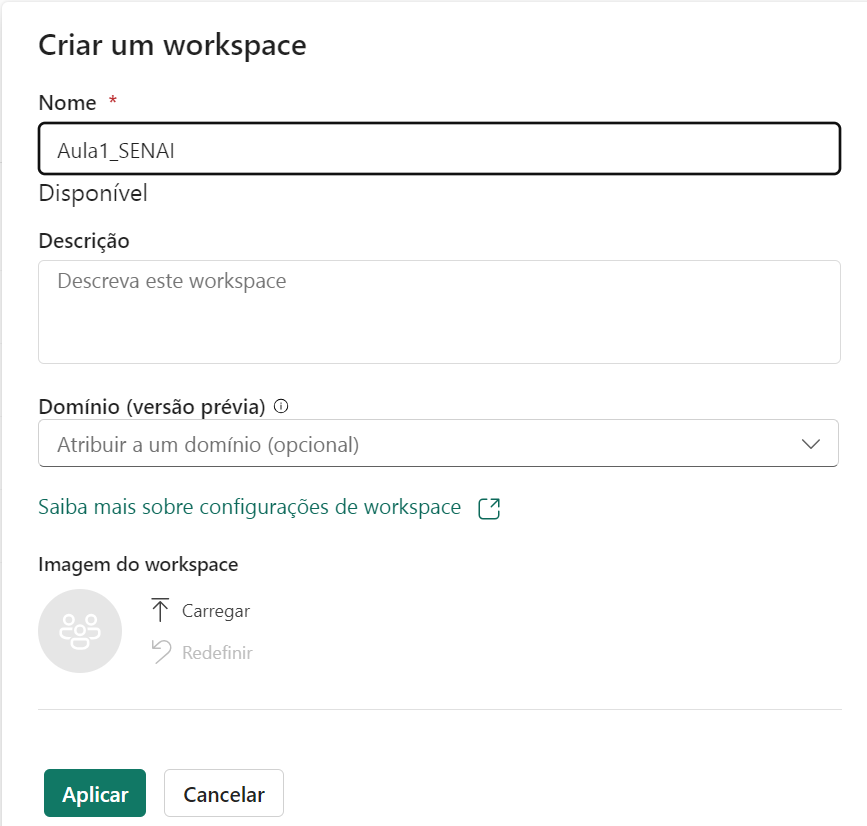 Criar um workspace
Nome *
Aula1_SENAI
Disponível
Descrição
Descreva este workspace
Domínio (versão prévia)
Atribuir a um domínio (opcional)
Saiba mais sobre configurações de workspace
Imagem do workspace
Carregar
Redefinir
Aplicar Cancelar